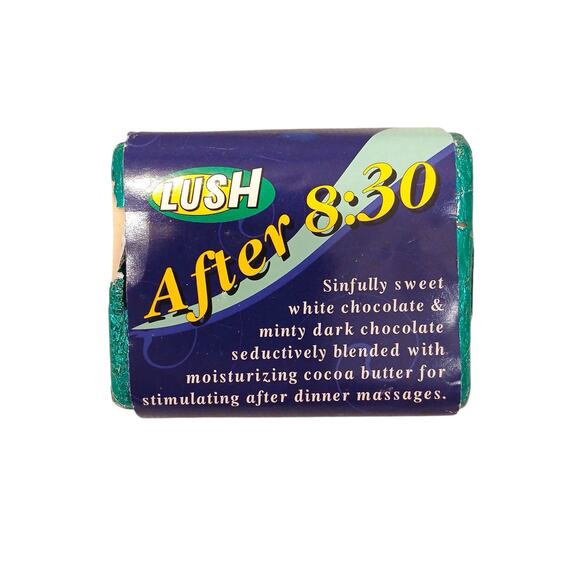 LUSH
After 8:30
Sinfully sweet
white chocolate &
minty dark chocolate
seductively blended with
moisturizing cocoa butter for
stimulating after dinner massages.